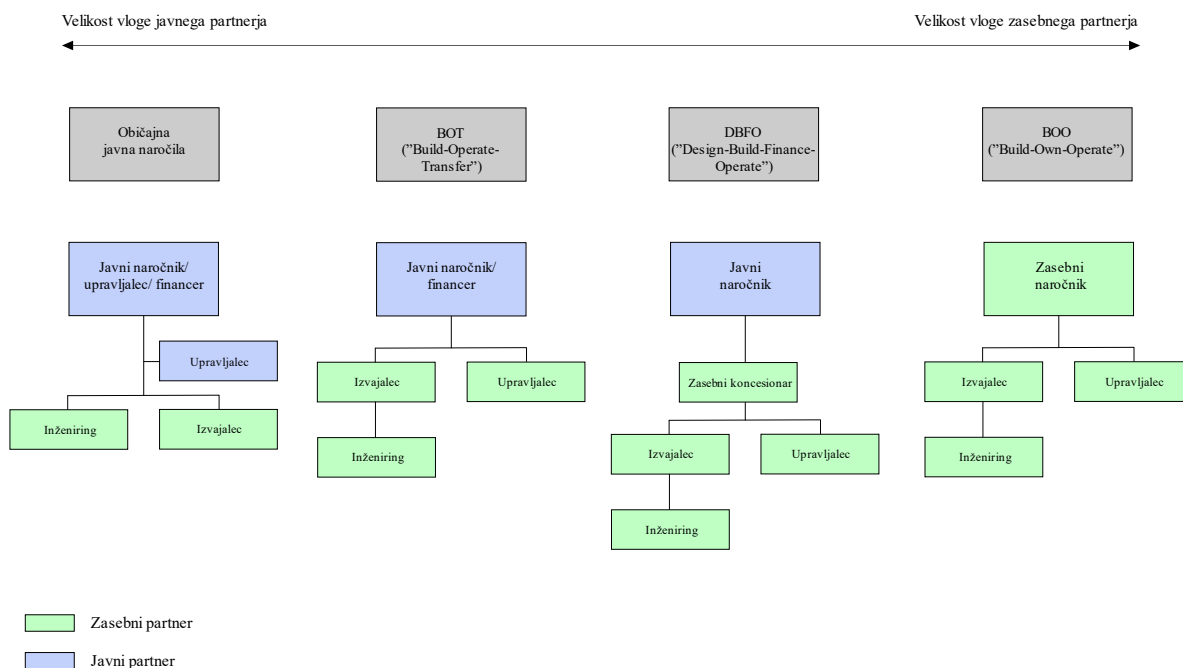 Velikost vloge javnega partnerja
Velikost vloge zasebnega partnerja
Običajna
javna naročila
BOT
(”Build-Operate-
Transfer”)
DBFO
(”Design-Build-Finance-
Operate”)
BOO
(”Build-Own-Operate”)
Javni naročnik/
upravljalec/ financer
Javni naročnik/
financer
Javni
naročnik
Zasebni
naročnik
Upravljalec
Inženiring
Izvajalec
Izvajalec
Upravljalec
Inženiring
Zasebni koncesionar
Izvajalec
Upravljalec
Inženiring
Izvajalec
Upravljalec
Inženiring
Zasebni partner
Javni partner